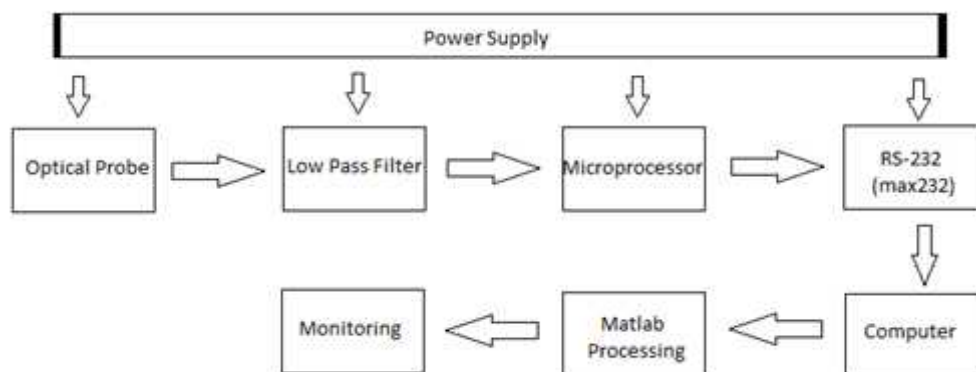 Power Supply
Optical Probe
Low Pass Filter
Microprocessor
RS-232
(max232)
Monitoring
Matlab
Processing
Computer